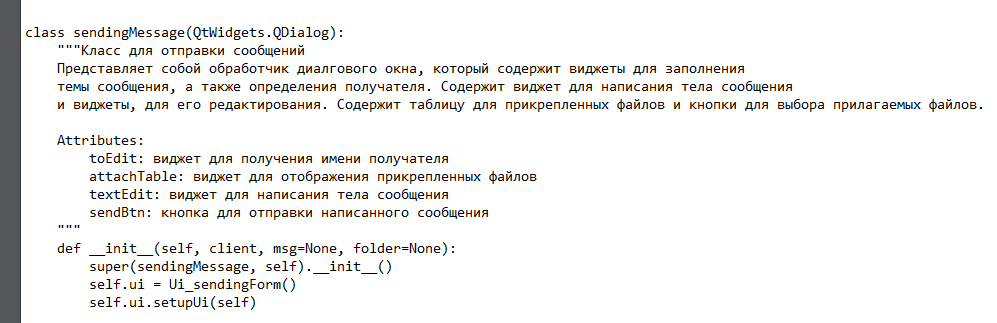 class sendingMessage(QtWidgets.QDialog):
"""Класс для отправки сообщений
Представляет собой обработчик диалгового окна, который содержит виджеты для заполнения
темы сообщения, а также определения получателя. Содержит виджет для написания тела сообщения
и виджеты, для его редактирования. Содержит таблицу для прикрепленных файлов и кнопки для выбора прилагаемых файлов.
Attributes:
toEdit: виджет для получения имени получателя
attachTable: виджет для отображения прикрепленных файлов
textEdit: виджет для написания тела сообщения
sendBtn: кнопка для отправки написанного сообщения
"""
def __init__(self, client, msg=None, folder=None):
super(sendingMessage, self).__init__()
self.ui = Ui_sendingForm()
self.ui.setupUi(self)